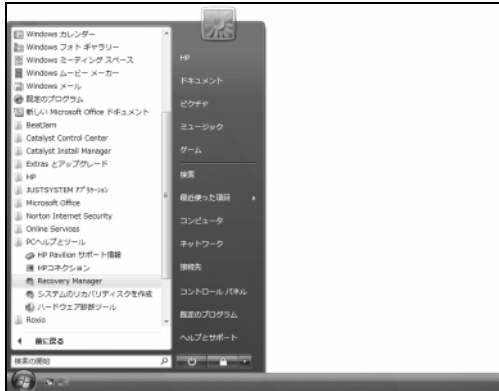 Windows カレンダー
Windows フォト ギャラリー
Windows ミーティング スペース
Windows ムービー メーカー
Windows メール
既定のプログラム
新しい Microsoft Office ドキュメント
BeatJam
Catalyst Control Center
Catalyst Install Manager
Extras とアップグレード
HP
JUSTSYSTEM ｱﾌﾟﾘｹｰｼｮﾝ
Microsoft Office
Norton Internet Security
Online Services
PCヘルプとツール
HP Pavilion サポート情報
HPコネクション
Recovery Manager
システムのリカバリディスクを作成
ハードウェア診断ツール
Roxio
前に戻る
検索の開始
HP
ドキュメント
ピクチャ
ミュージック
ゲーム
検索
最近使った項目
コンピュータ
ネットワーク
接続先
コントロール パネル
既定のプログラム
ヘルプとサポート